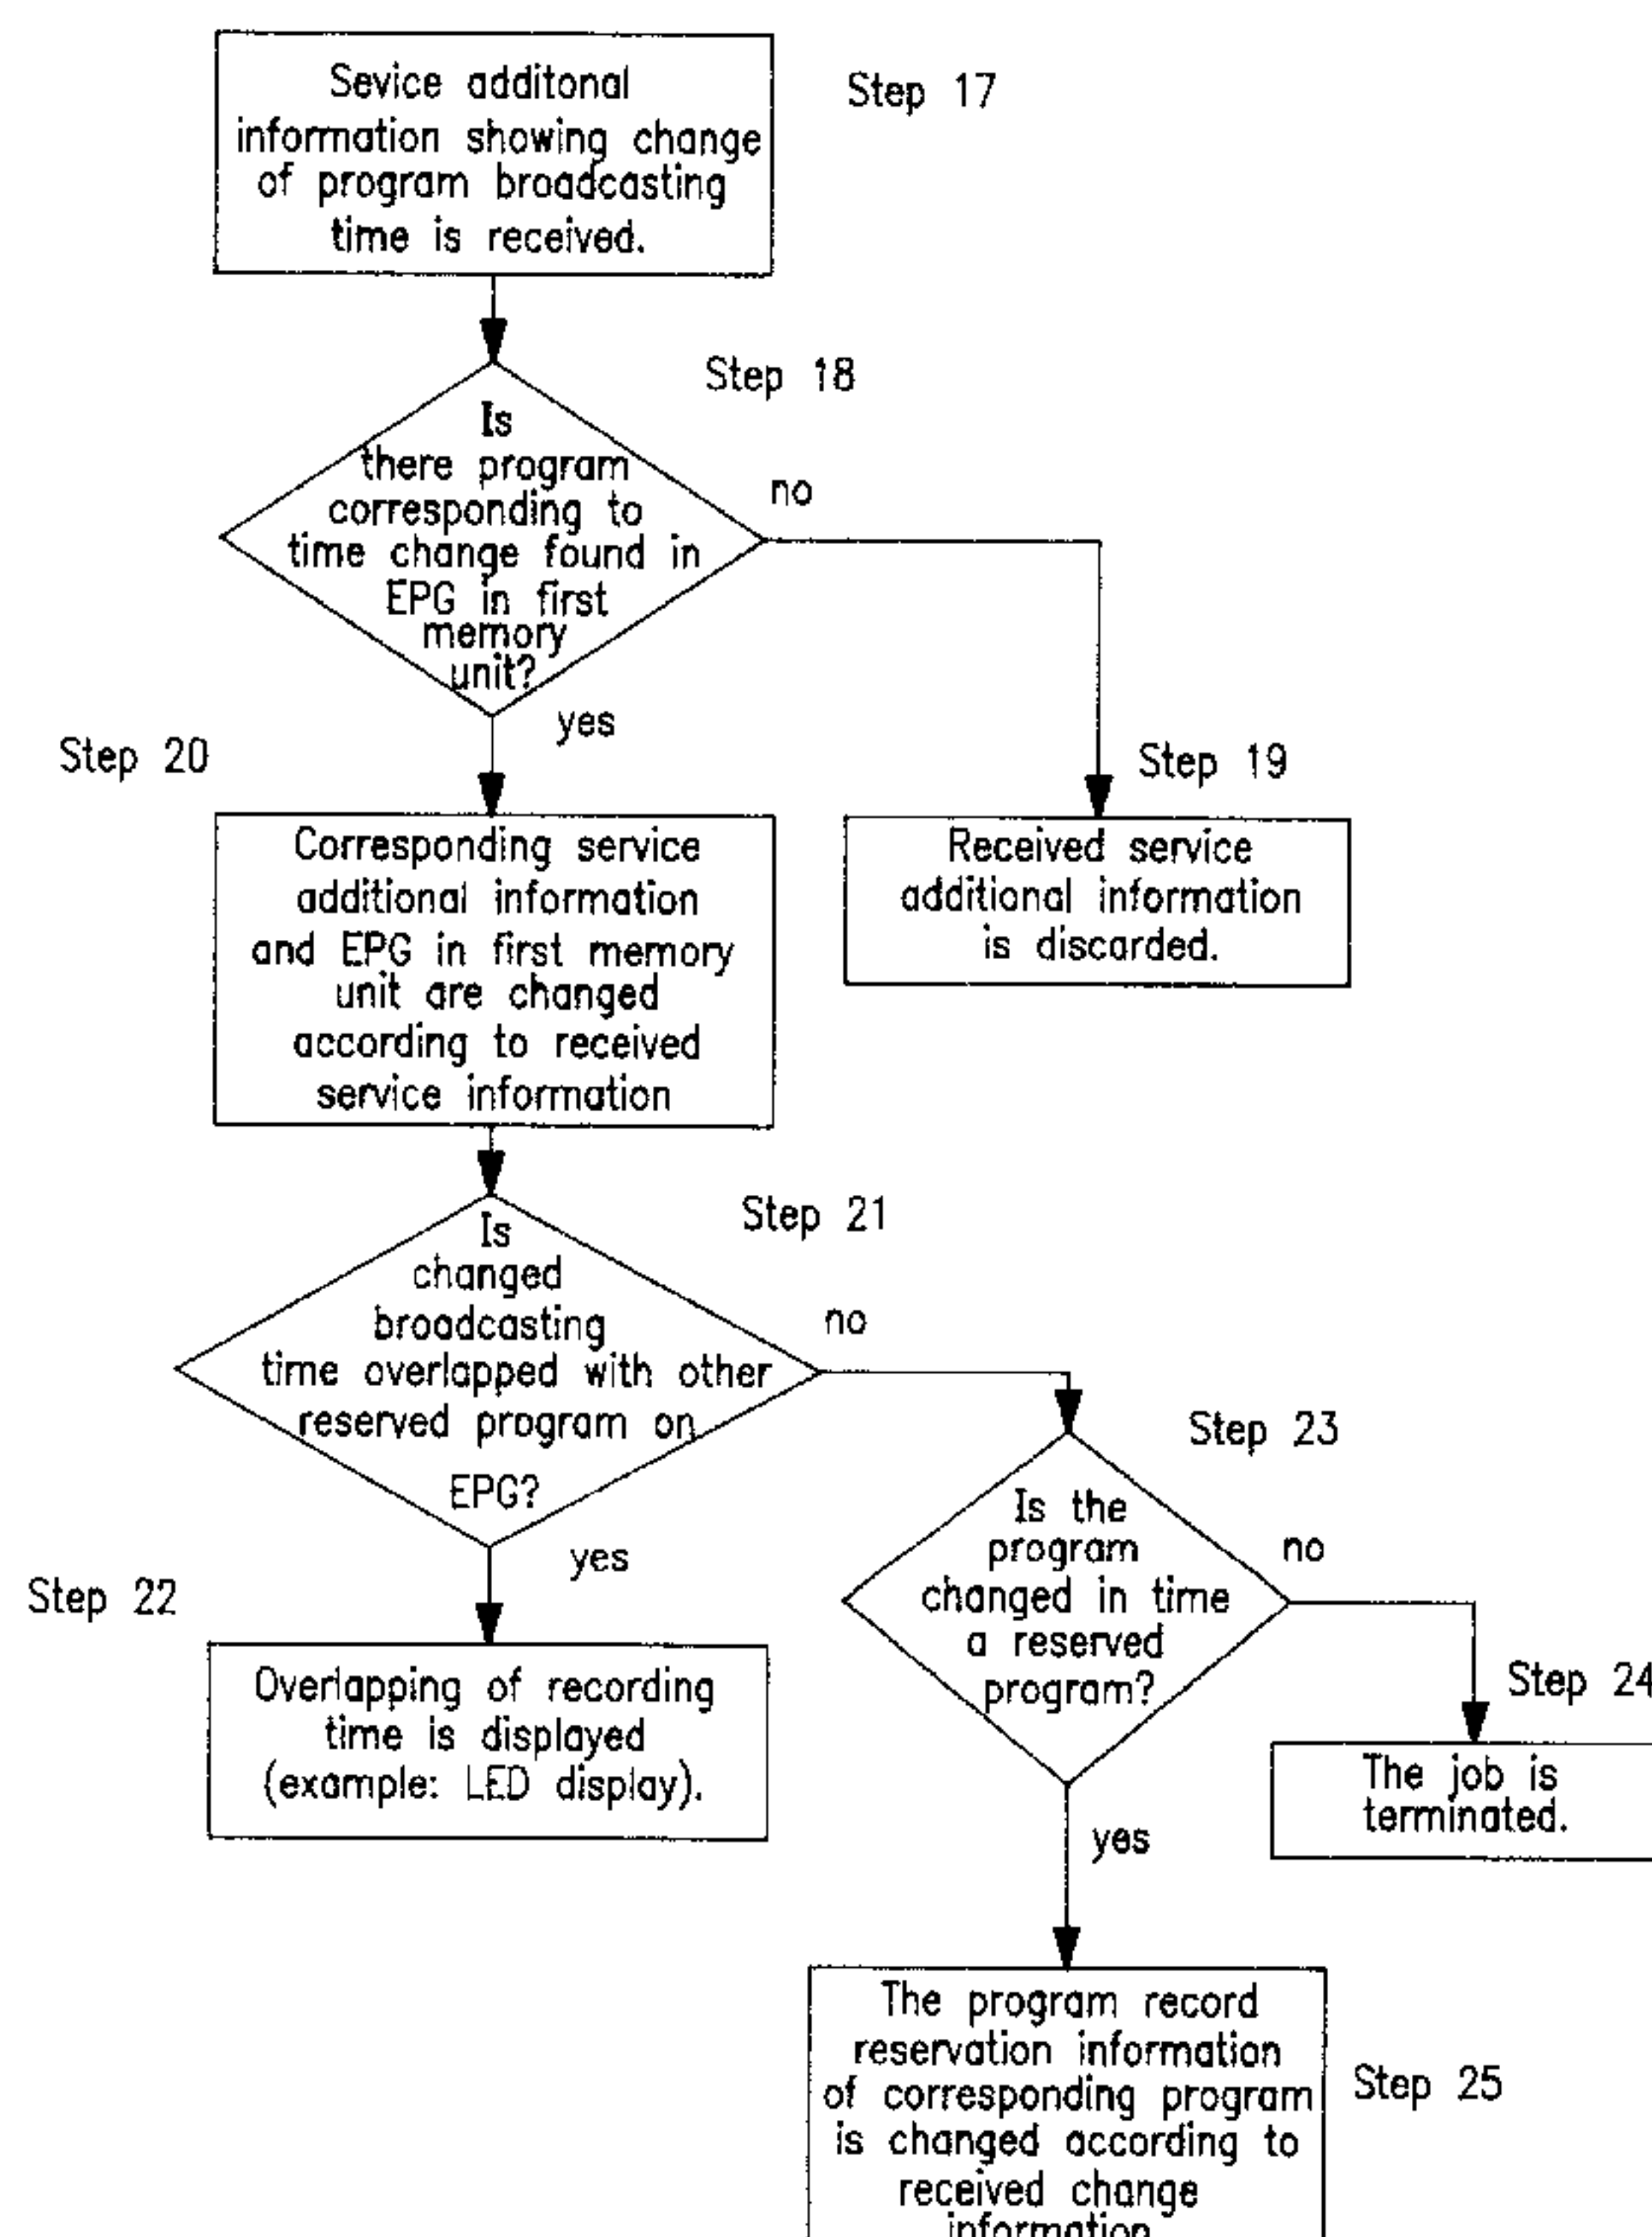 Sevice additonal
information showing change
of program broadcasting
time is received.
Step 17
Step 18
Is
there program
corresponding to
time change found in
EPG in first
memory
unit?
no
yes
Step 20
Step 19
Corresponding service
additional information
and EPG in first memory
unit are changed
according to received
service information
Received service
additional information
is discarded.
Step 21
Is
changed
broadcasting
time overlapped with other
reserved program on
EPG?
no
yes
Step 23
Is the
program
changed in time
a reserved
program?
no
yes
Step 22
Overlapping of recording
time is displayed
(example: LED display).
Step 24
The job is
terminated.
The program record
reservation information
of corresponding program
is changed according to
received change
information
Step 25